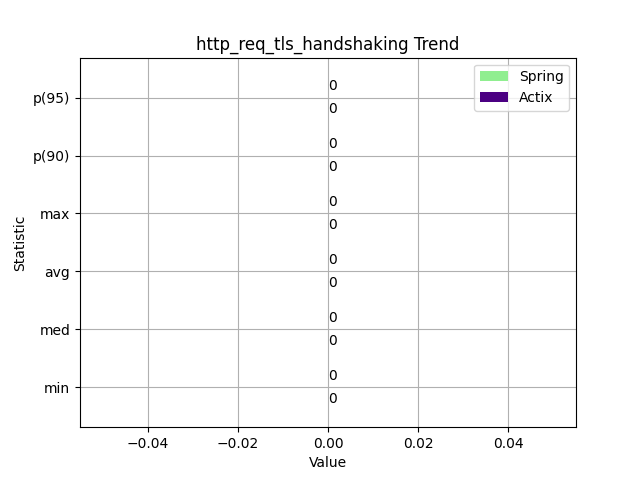 http_req_tls_handshaking Trend
Spring
Actix
p(95)
0
0
p(90)
0
0
max
0
0
avg
0
0
med
0
0
min
0
0
−0.04
−0.02
0.00
0.02
0.04
Value
Statistic